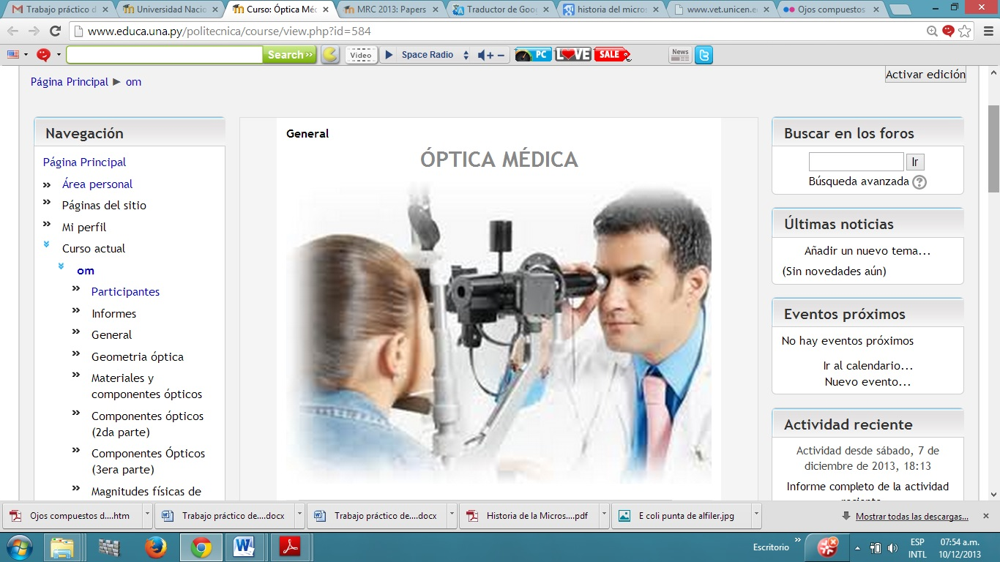 Trabajo práctico d
Universidad Nacio
Curso: Óptica Méd
MRC 2013: Papers
Traductor de Goog
historia del micros
www.vet.unicen.ed
Ojos compuestos
www.educa.una.py/politecnica/course/view.php?id=584
Search >>
Video
Space Radio
PC
LOVE
SALE
News
Página Principal ► om
Activar edición
Navegación
Página Principal
Área personal
Páginas del sitio
Mi perfil
Curso actual
om
Participantes
Informes
General
Geometria óptica
Materiales y
componentes ópticos
Componentes ópticos
(2da parte)
Componentes Ópticos
(3era parte)
Magnitudes físicas de
General
ÓPTICA MÉDICA
Buscar en los foros
Ir
Búsqueda avanzada ?
Últimas noticias
Añadir un nuevo tema...
(Sin novedades aún)
Eventos próximos
No hay eventos próximos
Ir al calendario...
Nuevo evento...
Actividad reciente
Actividad desde sábado, 7 de
diciembre de 2013, 18:13
Informe completo de la actividad
reciente
Ojos compuestos d....htm
Trabajo práctico de....docx
Trabajo práctico de....docx
Historia de la Micros....pdf
E coli punta de alfiler.jpg
Mostrar todas las descargas...
Escritorio
ESP
INTL
07:54 a.m.
10/12/2013